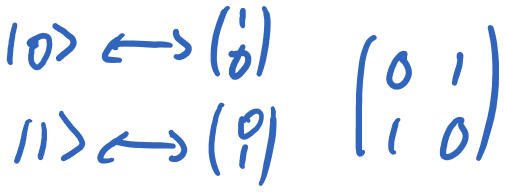 |0> ↔ (1 0)
|1> ↔ (0 1)
(0 1
1 0)